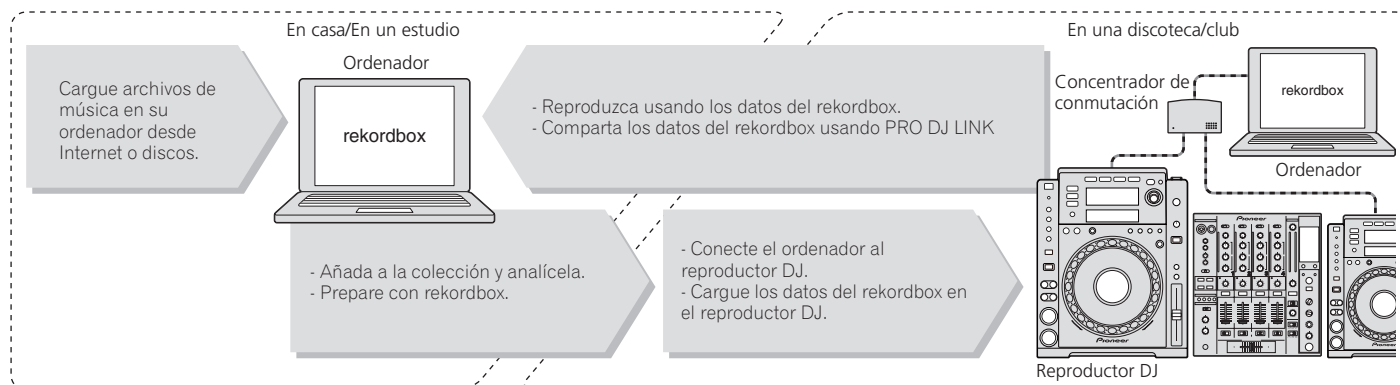 En casa/En un estudio
Ordenador
Cargue archivos de
música en su
ordenador desde
Internet o discos.
rekordbox
- Reproduzca usando los datos del rekordbox.
- Comparta los datos del rekordbox usando PRO DJ LINK
- Añada a la colección y analícela.
- Prepare con rekordbox.
- Conecte el ordenador al
reproductor DJ.
- Cargue los datos del rekordbox en
el reproductor DJ.
En una discoteca/club
Concentrador de
conmutación
rekordbox
Ordenador
Pioneer
Pioneer
Pioneer
Reproductor DJ